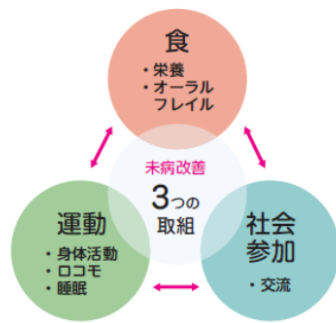 食
・栄養
・オーラル
フレイル
未病改善
3つの
取組
運動
・身体活動
・ロコモ
・睡眠
社会
参加
・交流